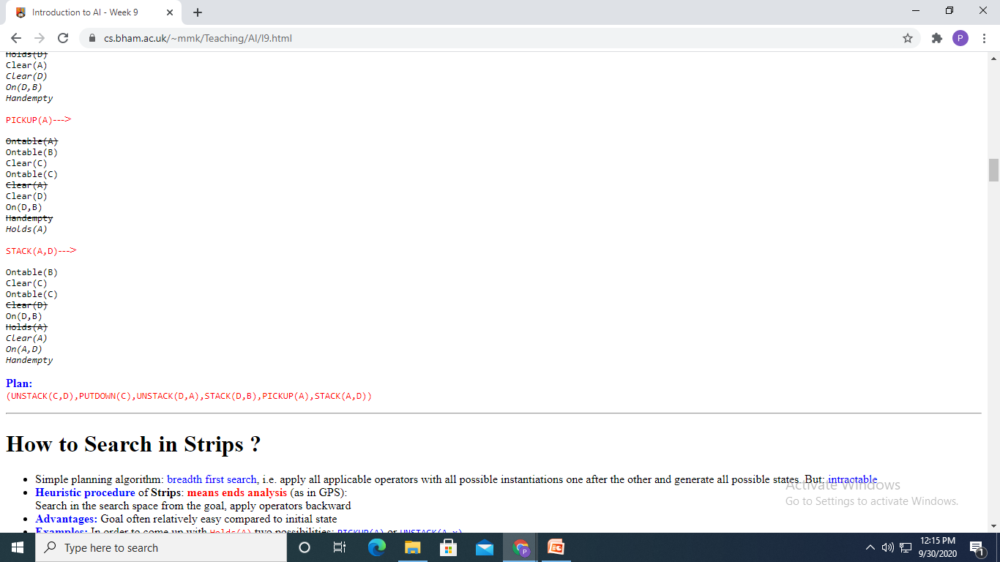 Introduction to AI - Week 9
cs.bham.ac.uk/~mmk/Teaching/AI/l9.html
P
Holds(D)
Clear(A)
Clear(D)
On(D,B)
Handempty
PICKUP(A)--->
Ontable(A)
Ontable(B)
Clear(C)
Ontable(C)
Clear(A)
Clear(D)
On(D,B)
Handempty
Holds(A)
STACK(A,D)--->
Ontable(B)
Clear(C)
Ontable(C)
Clear(D)
On(D,B)
Holds(A)
Clear(A)
On(A,D)
Handempty
Plan:
(UNSTACK(C,D),PUTDOWN(C),UNSTACK(D,A),STACK(D,B),PICKUP(A),STACK(A,D))
How to Search in Strips ?
• Simple planning algorithm: breadth first search, i.e. apply all applicable operators with all possible instantiations one after the other and generate all possible states. But: intractable
• Heuristic procedure of Strips: means ends analysis (as in GPS):
Search in the search space from the goal, apply operators backward
• Advantages: Goal often relatively easy compared to initial state
• Examples: In order to come up with Holds(A) two possibilities: PICKUP(A) or UNSTACK(A,x)
Activate Windows
Go to Settings to activate Windows.
Type here to search
P
12:15 PM
9/30/2020
1